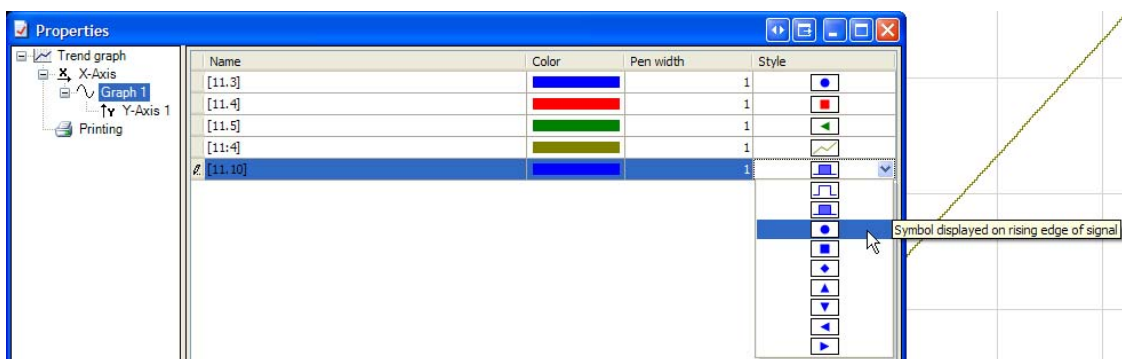 Properties
Trend graph
X-Axis
Graph 1
Y-Axis 1
Printing
Name Color Pen width Style
[11.3] 1
[11.4] 1
[11.5] 1
[11:4] 1
[11.10] 1
Symbol displayed on rising edge of signal